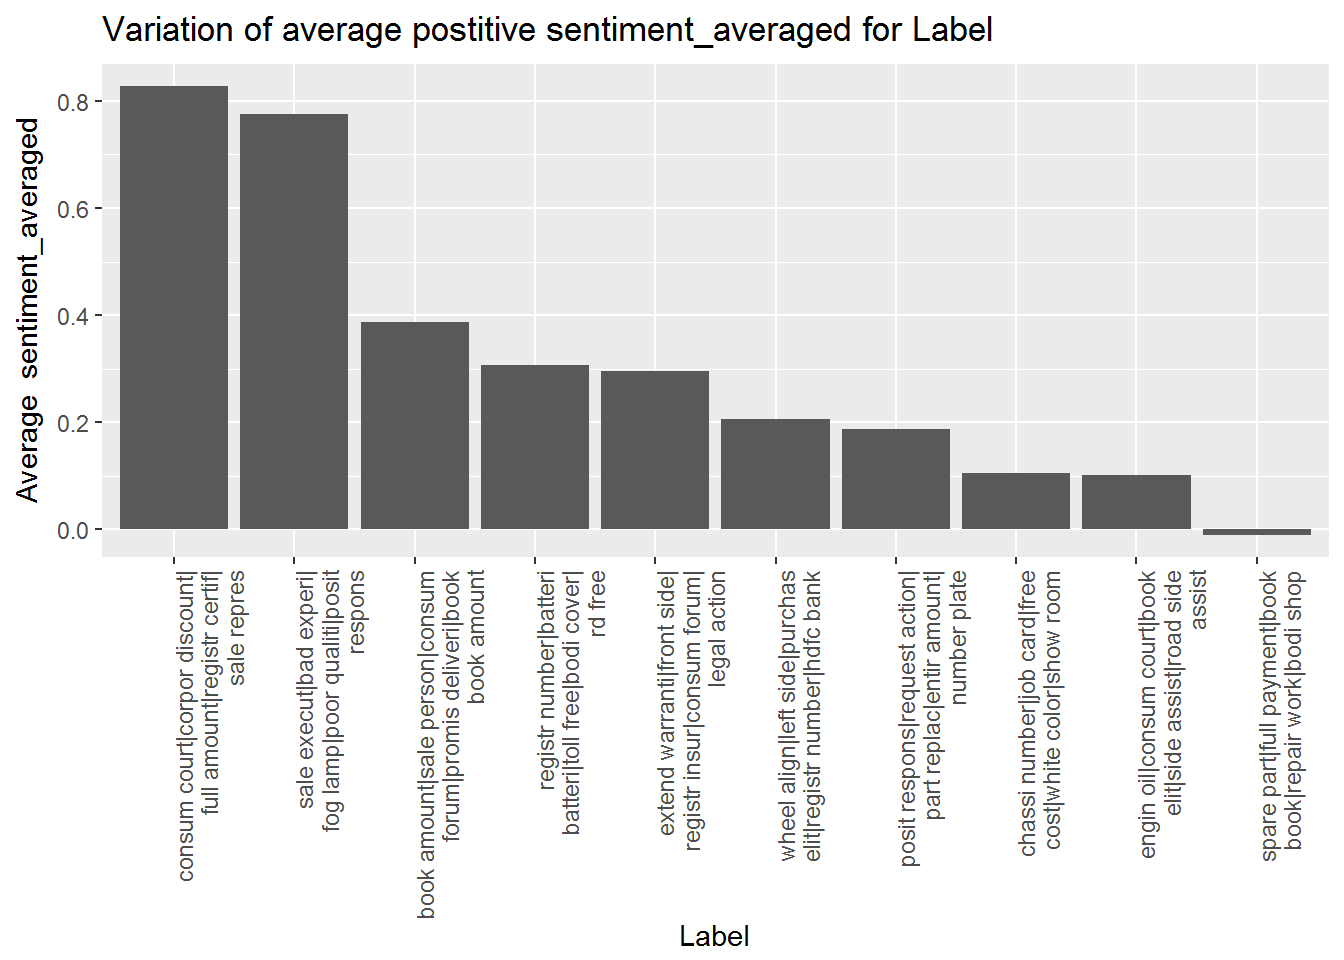 Variation of average postitive sentiment_averaged for Label
Average  sentiment_averaged
0.8
0.6
0.4
0.2
0.0
consum court|corpor discount|
full amount|registr certif|
sale repres
sale execut|bad experi|
fog lamp|poor qualiti|posit
respons
book amount|sale person|consum
forum|promis deliveri|book
book amount
registr number|batteri
batteri|toll free|bodi cover|
rd free
extend warranti|front side|
registr insur|consum forum|
legal action
wheel align|left side|purchas
elit|registr number|hdfc bank
posit respons|request action|
part replac|entir amount|
number plate
chassi number|job card|free
cost|white color|show room
engin oil|consum court|book
elit|side assist|road side
assist
spare part|full payment|book
book|repair work|bodi shop
Label